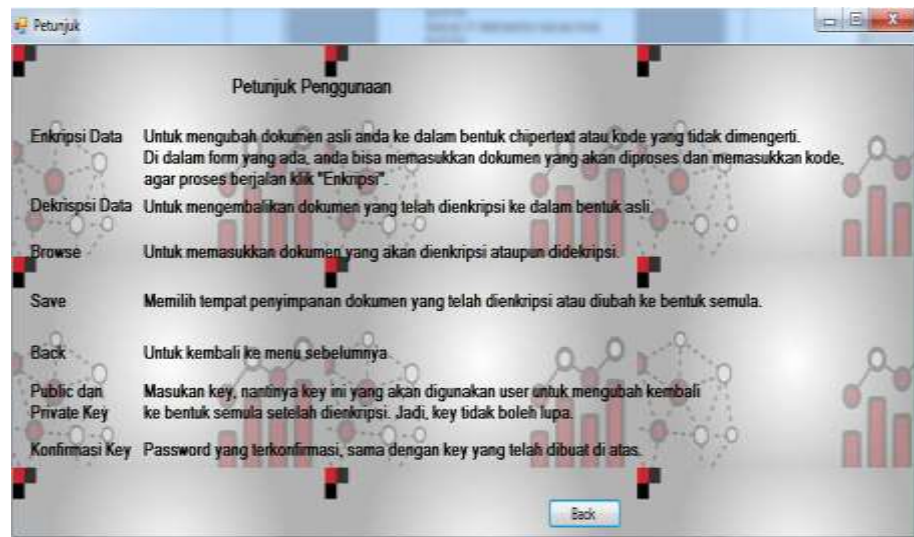 Petunjuk
Petunjuk Penggunaan
Enkripsi Data Untuk mengubah dokumen asli anda ke dalam bentuk chipertext atau kode yang tidak dimengerti.
Di dalam form yang ada, anda bisa memasukkan dokumen yang akan diproses dan memasukkan kode,
agar proses berjalan klik "Enkripsi".
Dekrispsi Data Untuk mengembalikan dokumen yang telah dienkripsi ke dalam bentuk asli.
Browse Untuk memasukkan dokumen yang akan dienkripsi ataupun didekripsi.
Save Memilih tempat penyimpanan dokumen yang telah dienkripsi atau diubah ke bentuk semula.
Back Untuk kembali ke menu sebelumnya
Public dan Masukan key, nantinya key ini yang akan digunakan user untuk mengubah kembali
Private Key ke bentuk semula setelah dienkripsi. Jadi, key tidak boleh lupa.
Konfirmasi Key Password yang terkonfirmasi, sama dengan key yang telah dibuat di atas.
Back